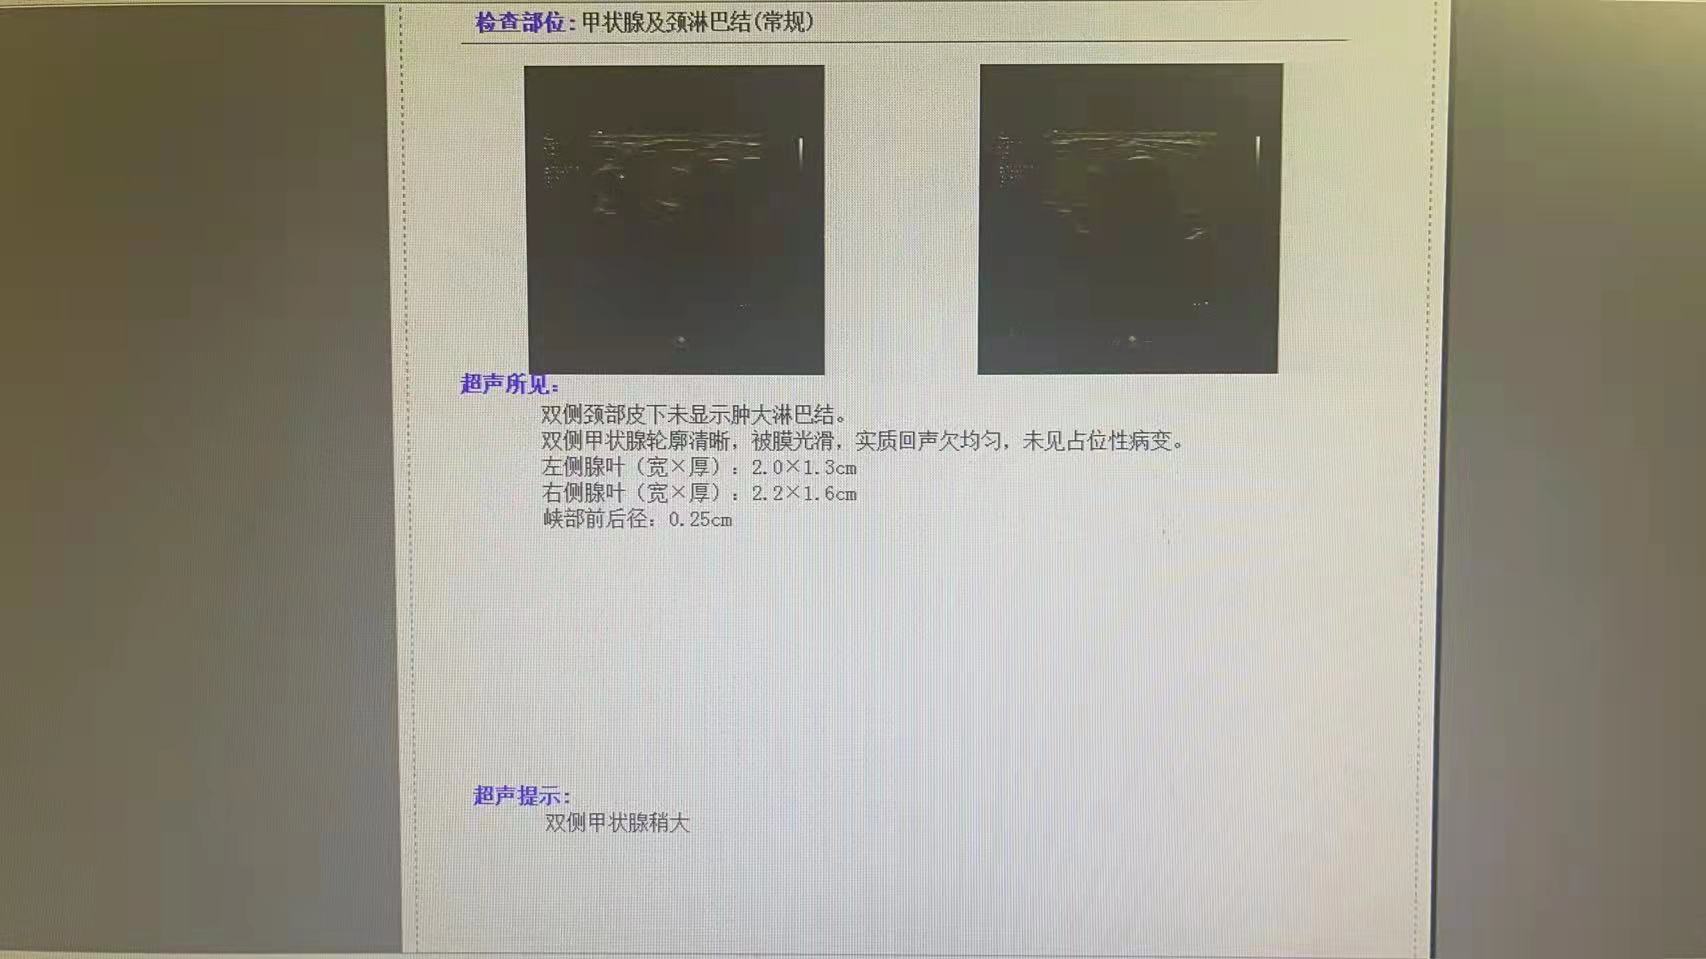 检查部位:甲状腺及颈淋巴结(常规)
超声所见:
双侧颈部皮下未显示肿大淋巴结。
双侧甲状腺轮廓清晰，被膜光滑，实质回声欠均匀，未见占位性病变。
左侧腺叶（宽×厚）: 2.0×1.3cm
右侧腺叶（宽×厚）: 2.2×1.6cm
峡部前后径: 0.25cm
超声提示:
双侧甲状腺稍大